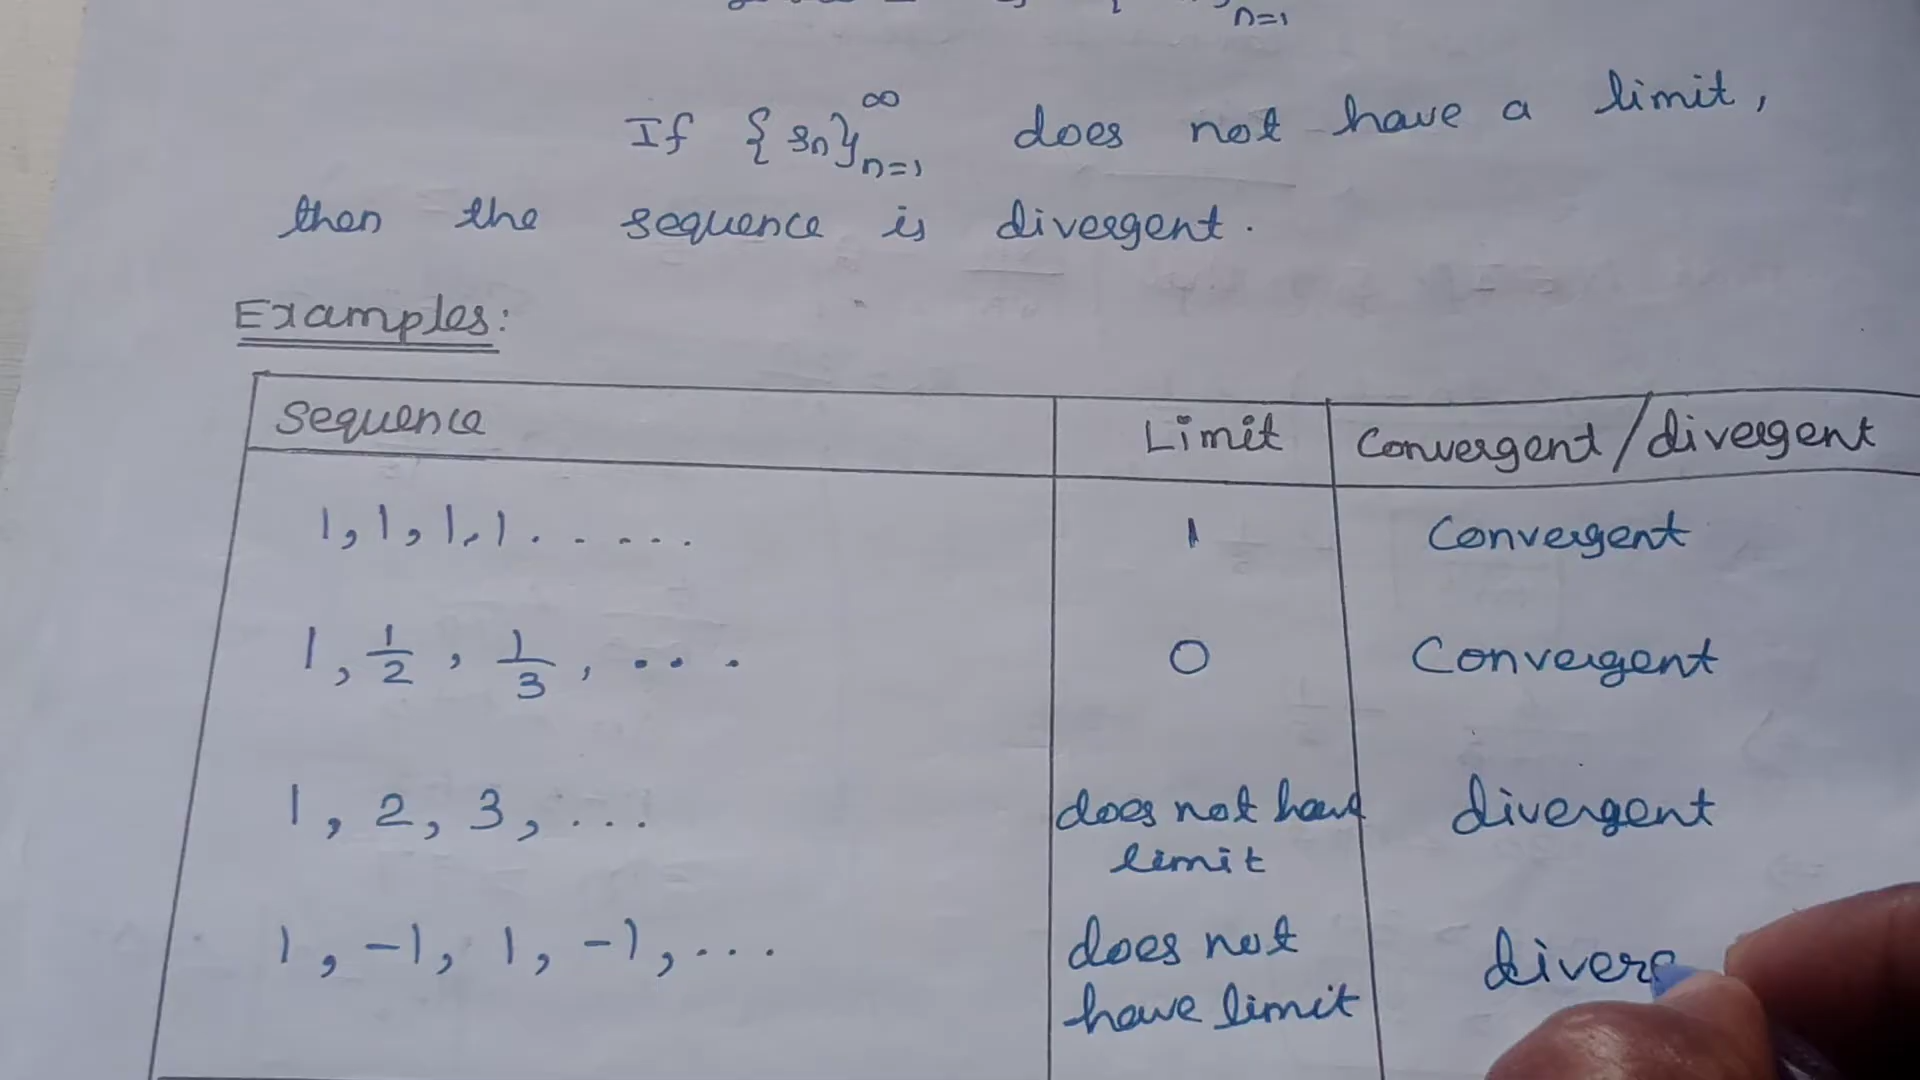 n=1
If {sn}∞n=1 does not have a limit,
then the sequence is divergent.
Examples:
Sequence Limit Convergent/divergent
1, 1, 1, 1 . . . . . . 1 Convergent
1, 1/2, 1/3, .... 0 Convergent
1, 2, 3, ... does not have divergent
limit
1, -1, 1, -1, ... does not
have limit